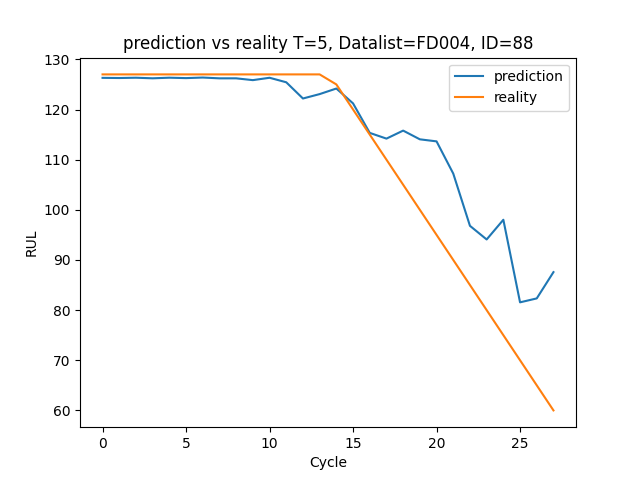 prediction vs reality T=5, Datalist=FD004, ID=88
prediction
reality
130
120
110
100
90
80
70
60
RUL
0 5 10 15 20 25
Cycle